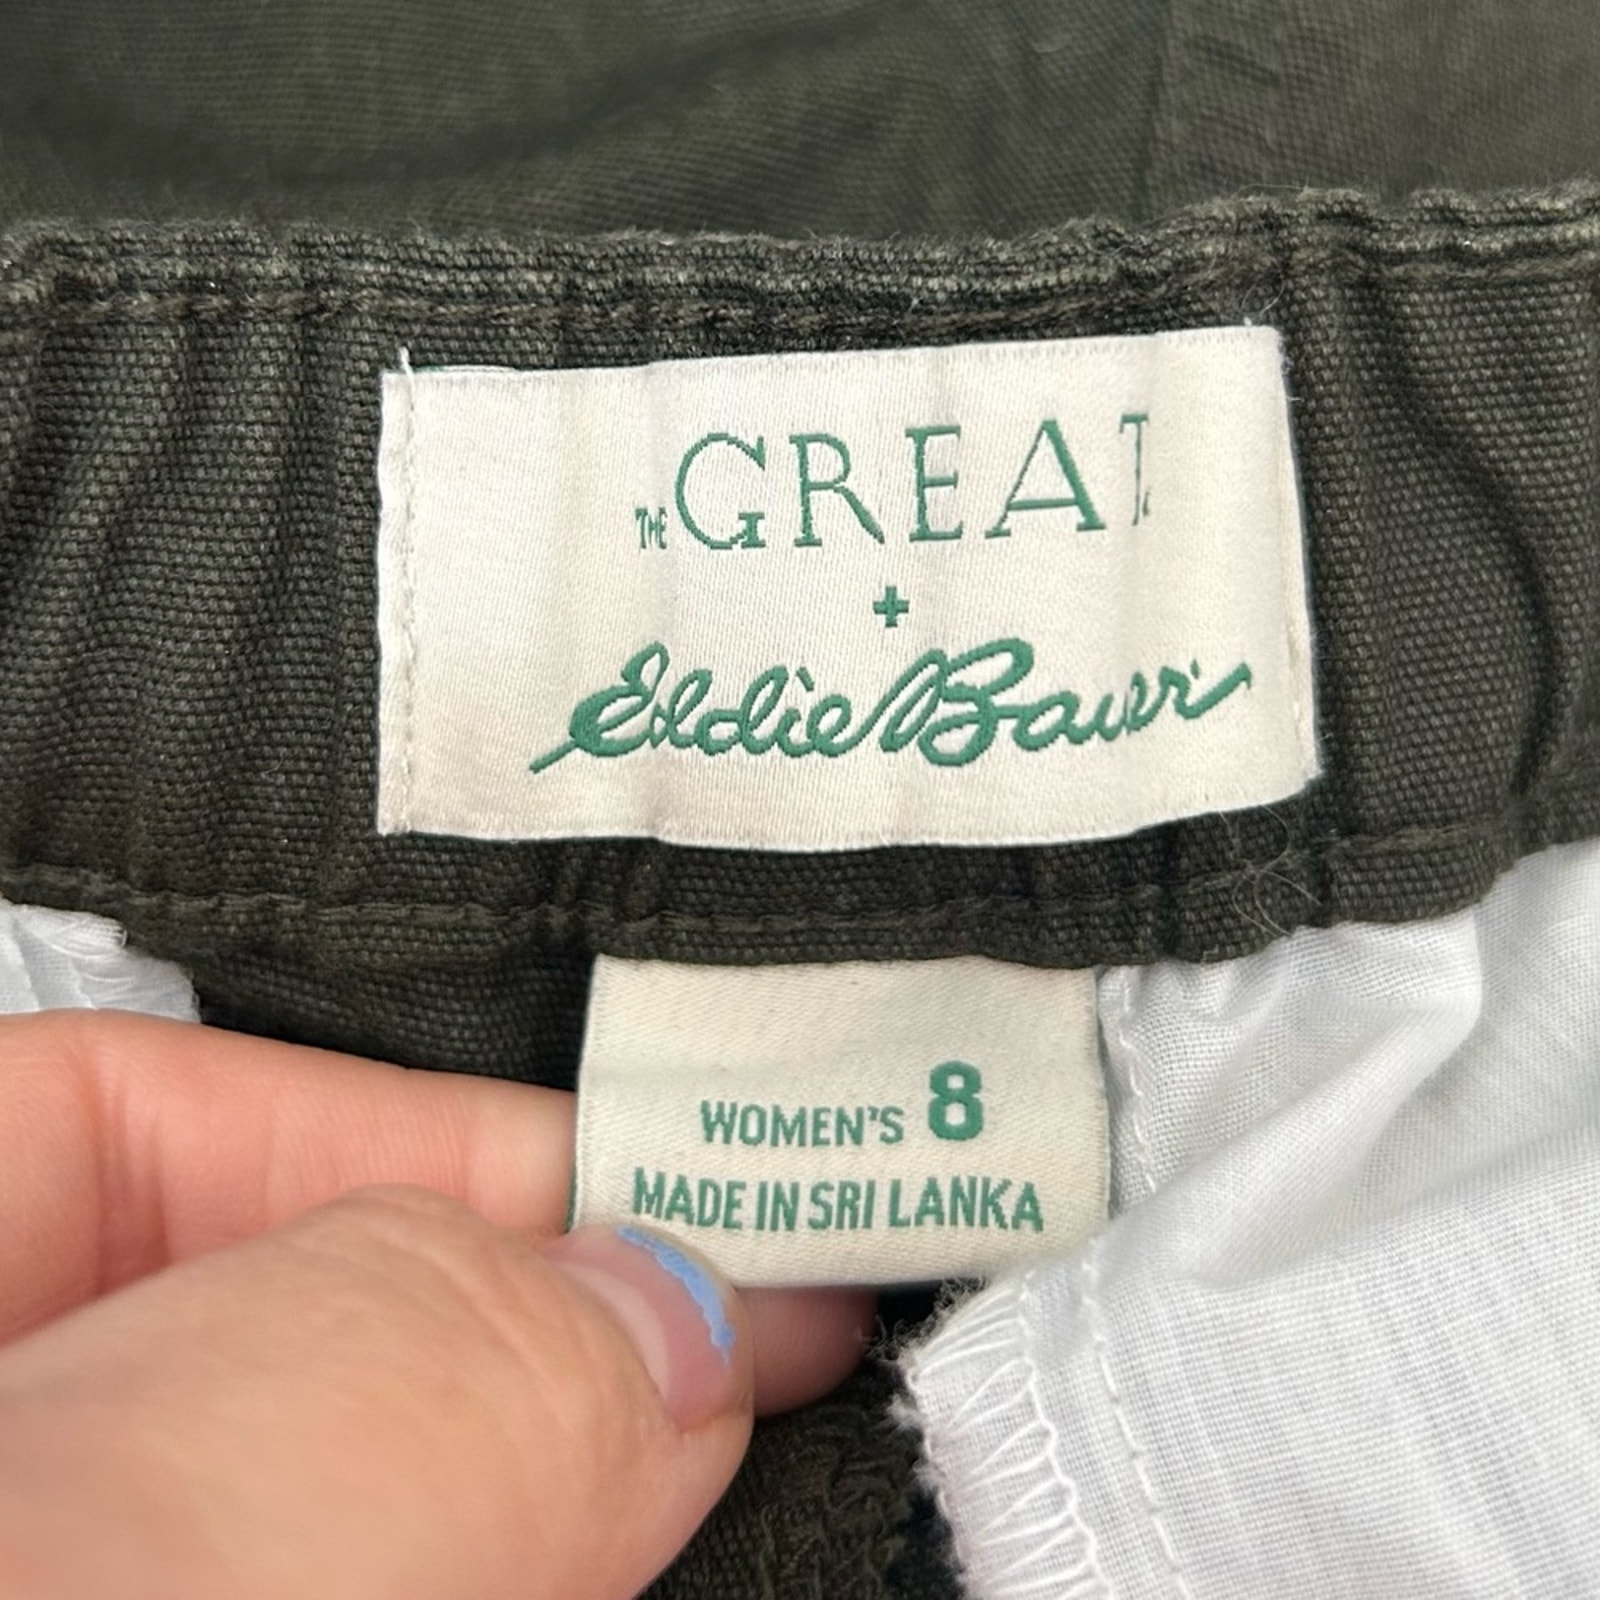 THE GREAT.
+
Eddie Bauer
WOMEN'S 8
MADE IN SRI LANKA